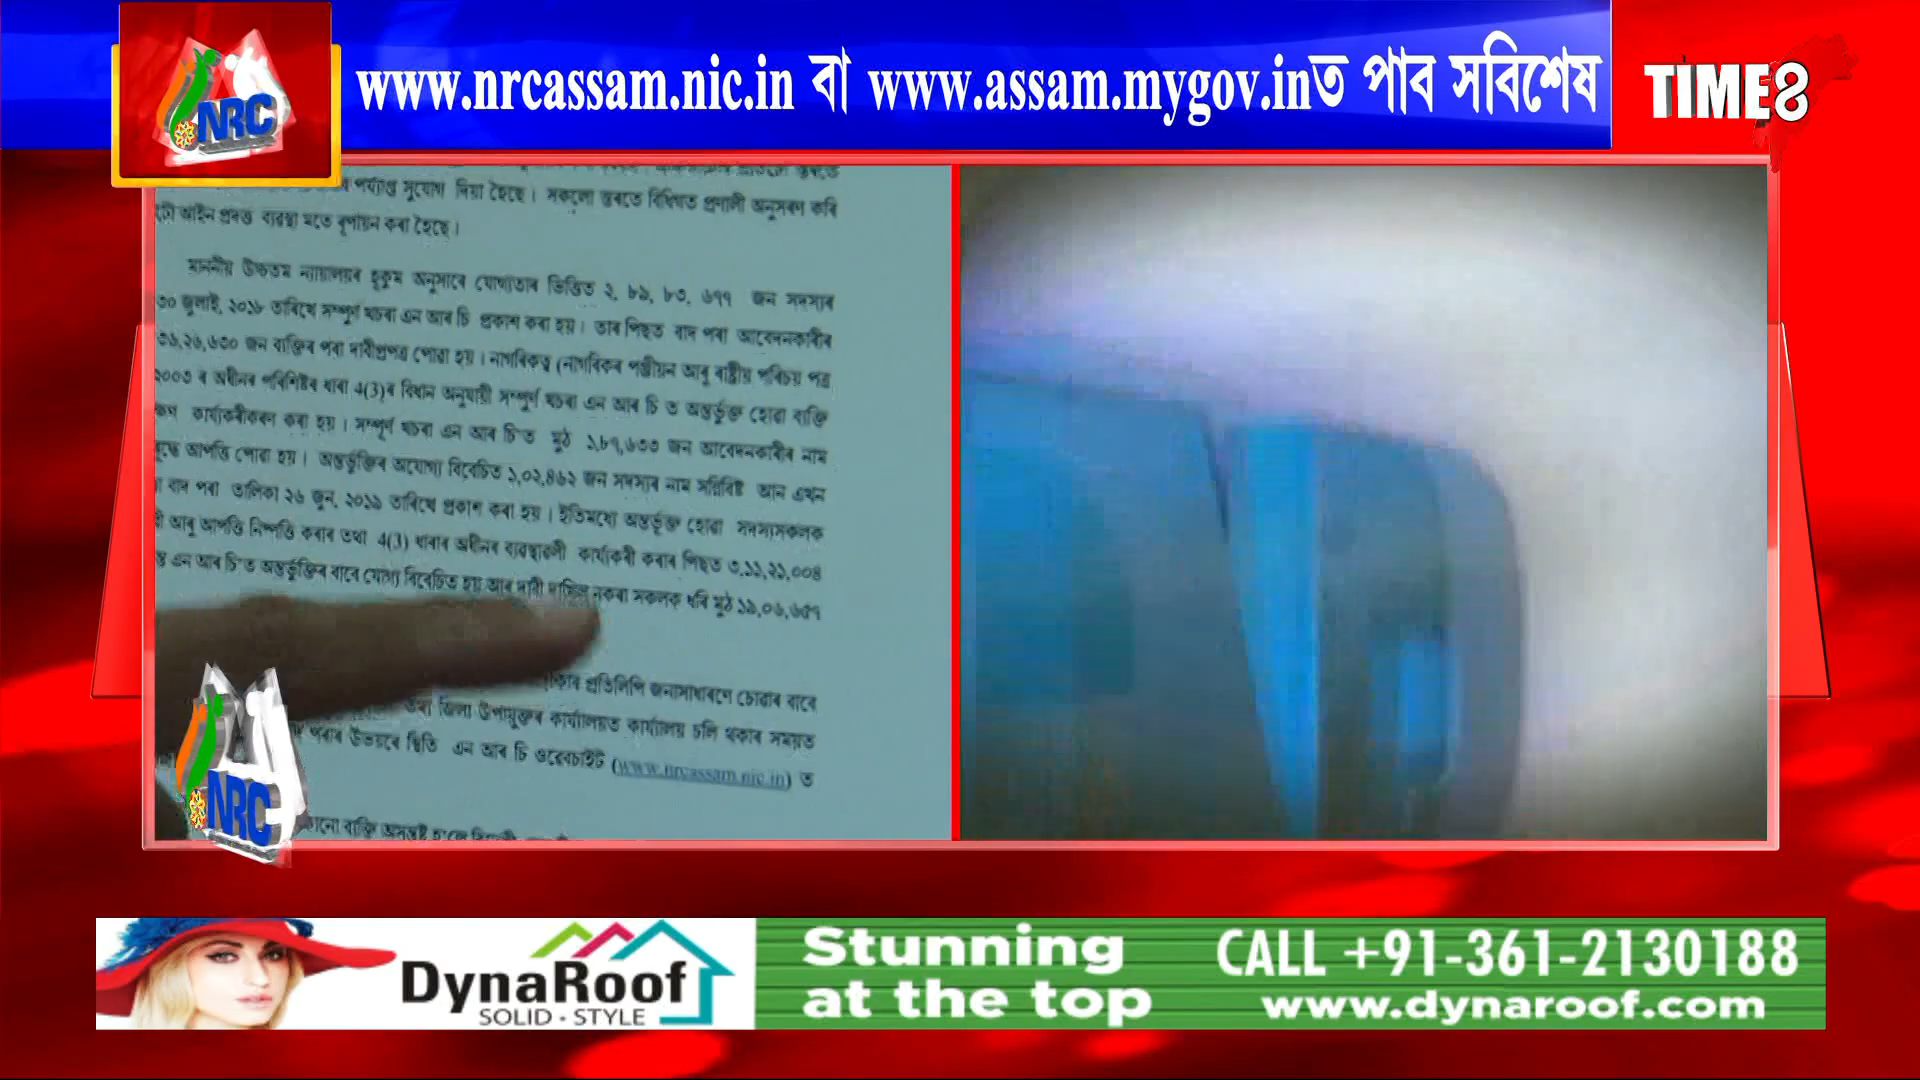 www.nrcassam.nic.in বা www.assam.mygov.inত পাব সবিশেষ
TIME8
NRC
পৰ্য্যাপ্ত সুযোগ দিয়া হৈছে। সকলো স্তৰতে বিধিগত প্ৰণালী অনুসৰণ কৰি
আইন প্ৰদত্ত ব্যৱস্থা মতে ৰূপায়ন কৰা হৈছে।
মাননীয় উচ্চতম ন্যায়ালয়ৰ হুকুম অনুসাৰে যোগ্যতাৰ ভিত্তিত ২, ৮৯, ৮৩, ৬৭৭ জন সদস্যৰ
৩০ জুলাই, ২০১৮ তাৰিখে সম্পূৰ্ণ খচৰা এন আৰ চি প্ৰকাশ কৰা হয়। তাৰ পিছত বাদ পৰা আবেদনকাৰীৰ
৩৬,২৬,৬৩০ জন ব্যক্তিৰ পৰা দাবীপ্ৰপত্ৰ পোৱা হয়। নাগৰিকত্ব (নাগৰিকৰ পঞ্জীয়ন আৰু ৰাষ্ট্ৰীয় পৰিচয় পত্ৰ
২০০৩ ৰ অধীনৰ পৰিশিষ্টৰ ধাৰা 4(3)ৰ বিধান অনুযায়ী সম্পূৰ্ণ খচৰা এন আৰ চি ত অন্তৰ্ভুক্ত হোৱা ব্যক্তি
কাৰ্য্যকৰীকৰণ কৰা হয়। সম্পূৰ্ণ খচৰা এন আৰ চি'ত মুঠ ১,৮৭,৬৩৩ জন আবেদনকাৰীৰ নাম
আপত্তি পোৱা হয়। অন্তৰ্ভুক্তিৰ অযোগ্য বিবেচিত ১,০২,৪৬২ জন সদস্যৰ নাম সন্নিবিষ্ট আন এখন
বাদ পৰা তালিকা ২৬ জুন, ২০১৯ তাৰিখে প্ৰকাশ কৰা হয়। ইতিমধ্যে অন্তৰ্ভুক্ত হোৱা সদস্যসকলক
আৰু আপত্তি নিষ্পত্তি কৰাৰ তথা 4(3) ধাৰাৰ অধীনৰ ব্যৱস্থাৱলী কাৰ্য্যকৰী কৰাৰ পিছত ৩,১১,২১,০০৪
এন আৰ চি'ত অন্তৰ্ভুক্তিৰ বাবে যোগ্য বিবেচিত হয় আৰু দাবী দাখিল নকৰা সকলক ধৰি মুঠ ১৯,০৬,৬৫৭
প্ৰতিলিপি জনসাধাৰণে চোৱাৰ বাবে
তথা জিলা উপায়ুক্তৰ কাৰ্য্যালয়ত কাৰ্য্যালয় চলি থকাৰ সময়ত
পৰাৰ উভয়ৰে স্থিতি এন আৰ চি ওৱেবচাইট (www.nrcassam.nic.in) ত
ব্যক্তি অসন্তুষ্ট হ'লে
NRC
DynaRoof
SOLID · STYLE
Stunning
at the top
CALL +91-361-2130188
www.dynaroof.com